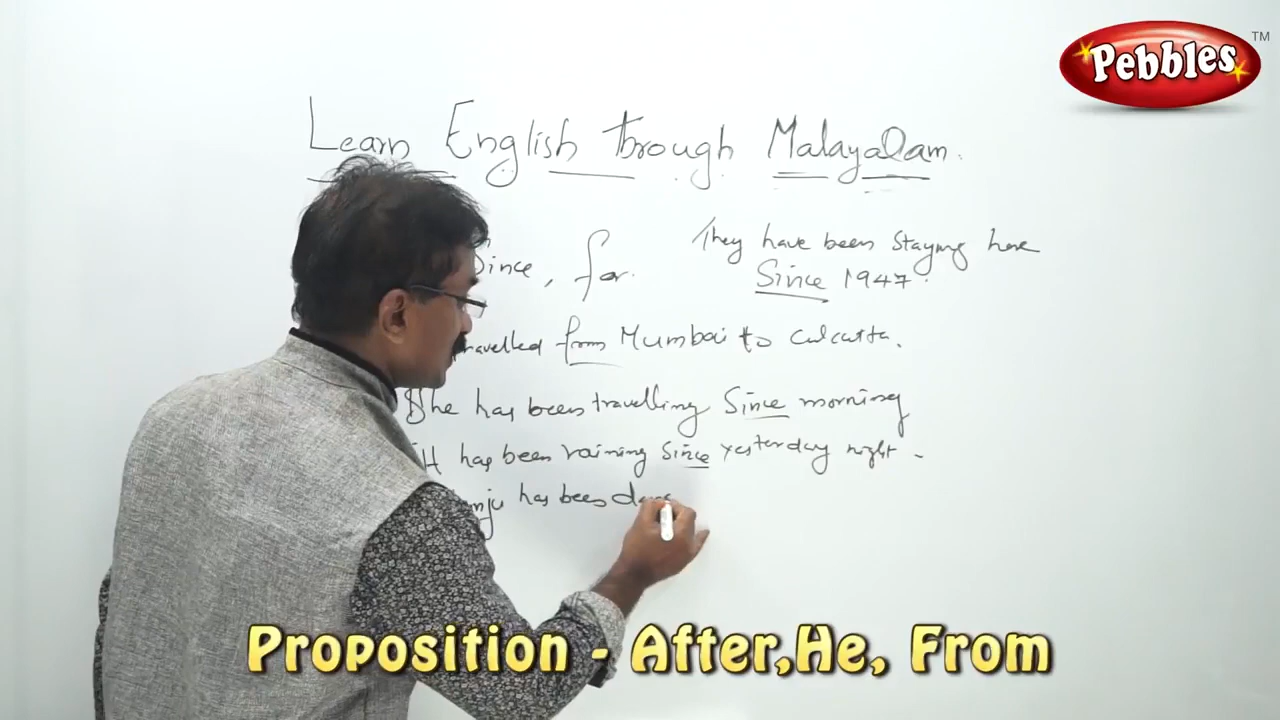 Pebbles TM
Learn English through Malayalam.
Since, for.
They have been staying here
Since 1947.
travelled from Mumbai to Culcutta.
She has been travelling Since morning
it has been raining since yesterday night.
has been
Proposition - After,He, From